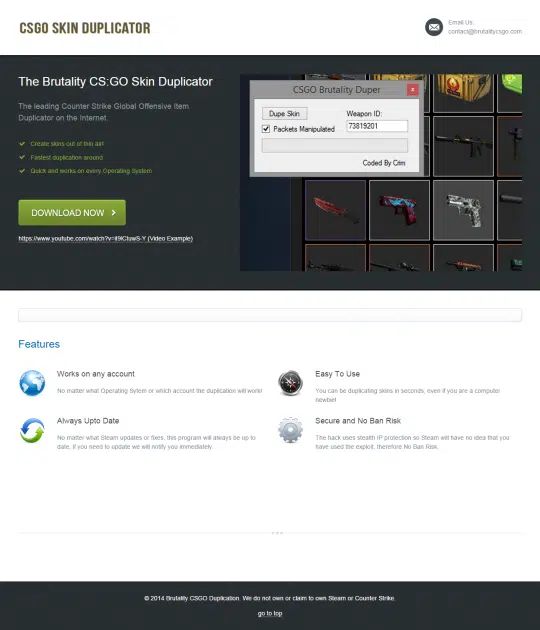 CSGO SKIN DUPLICATOR
Email Us:
contact@brutalitycsgo.com
The Brutality CS:GO Skin Duplicator
The leading Counter Strike Global Offensive Item
Duplicator on the Internet.
Create skins out of thin air!
Fastest duplication around
Quick and works on every Operating System
DOWNLOAD NOW
(Video Example)
CSGO Brutality Duper
x
Dupe Skin
Weapon ID:
Packets Manipulated
73819201
Coded By Crim
Features
Works on any account
No matter what Operating Sytem or which account the duplication will work!
Easy To Use
You can be duplicating skins in seconds, even if you are a computer
newbie!
Always Upto Date
No matter what Steam updates or fixes, this program will always be up to
date, if you need to update we will notify you immediately.
Secure and No Ban Risk
The hack uses stealth IP protection so Steam will have no idea that you
have used the exploit, therefore No Ban Risk.
© 2014 Brutality CSGO Duplication. We do not own or claim to own Steam or Counter Strike.
go to top